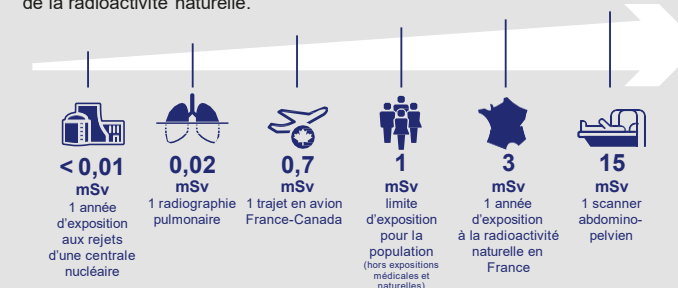 de la radioactivité naturelle.
< 0,01
mSv
1 année
d'exposition
aux rejets
d'une centrale
nucléaire
0,02
mSv
1 radiographie
pulmonaire
0,7
mSv
1 trajet en avion
France-Canada
1
mSv
limite
d'exposition
pour la
population
(hors expositions
médicales et
naturelles)
3
mSv
1 année
d'exposition
à la radioactivité
naturelle en
France
15
mSv
1 scanner
abdomino-
pelvien